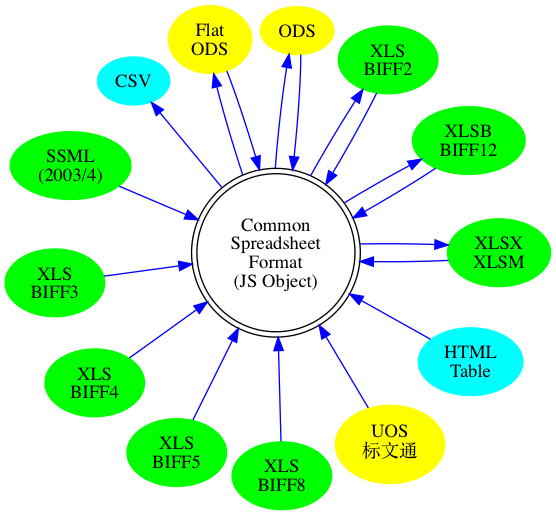 Flat
ODS
ODS
XLS
BIFF2
CSV
XLSB
BIFF12
SSML
(2003/4)
Common
Spreadsheet
Format
(JS Object)
XLSX
XLSM
XLS
BIFF3
HTML
Table
XLS
BIFF4
UOS
标文通
XLS
BIFF5
XLS
BIFF8